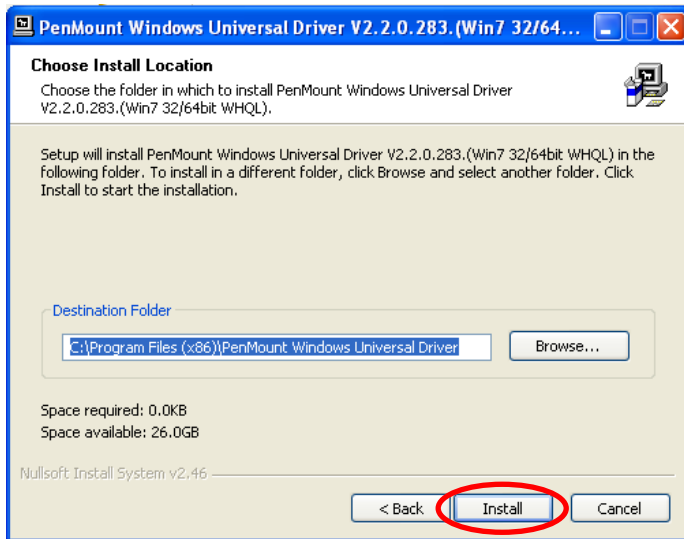 PenMount Windows Universal Driver V2.2.0.283.(Win7 32/64...
Choose Install Location
Choose the folder in which to install PenMount Windows Universal Driver
V2.2.0.283.(Win7 32/64bit WHQL).
Setup will install PenMount Windows Universal Driver V2.2.0.283.(Win7 32/64bit WHQL) in the
following folder. To install in a different folder, click Browse and select another folder. Click
Install to start the installation.
Destination Folder
C:\Program Files (x86)\PenMount Windows Universal Driver
Browse...
Space required: 0.0KB
Space available: 26.0GB
Nullsoft Install System v2.46
< Back
Install
Cancel